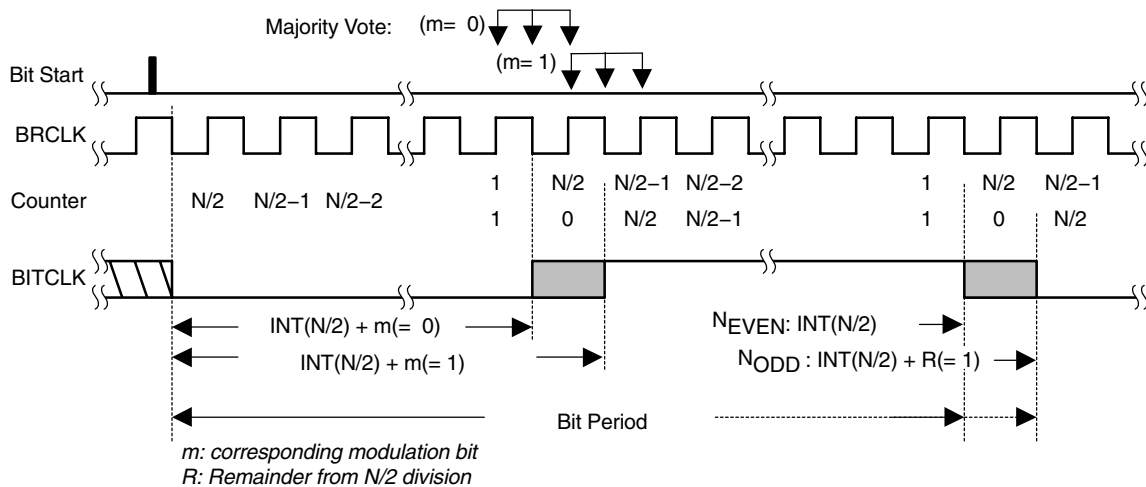 Majority Vote: (m= 0)
(m= 1)
Bit Start
BRCLK
Counter
N/2 N/2−1 N/2−2 1 N/2 N/2−1 N/2−2 1 N/2 N/2−1
1 0 N/2 N/2−1 1 0 N/2
BITCLK
INT(N/2) + m(= 0) NEVEN: INT(N/2)
INT(N/2) + m(= 1) NODD : INT(N/2) + R(= 1)
Bit Period
m: corresponding modulation bit
R: Remainder from N/2 division